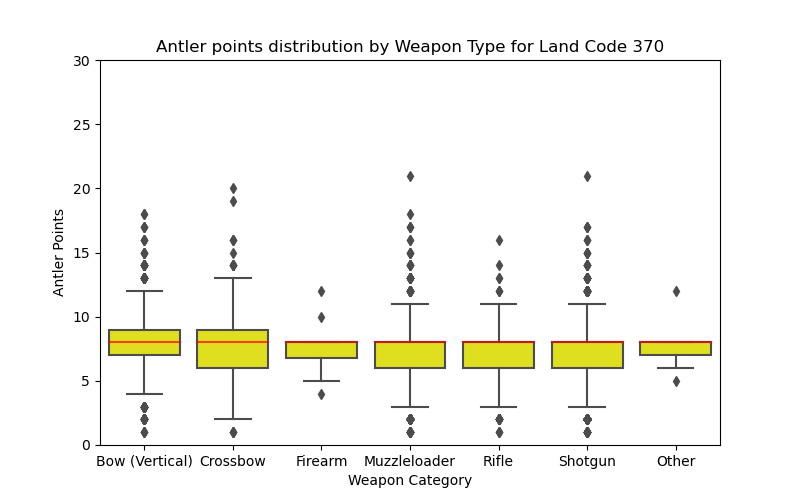 Antler points distribution by Weapon Type for Land Code 370
30
25
20
15
10
5
0
Antler Points
Bow (Vertical) Crossbow Firearm Muzzleloader Rifle Shotgun Other
Weapon Category